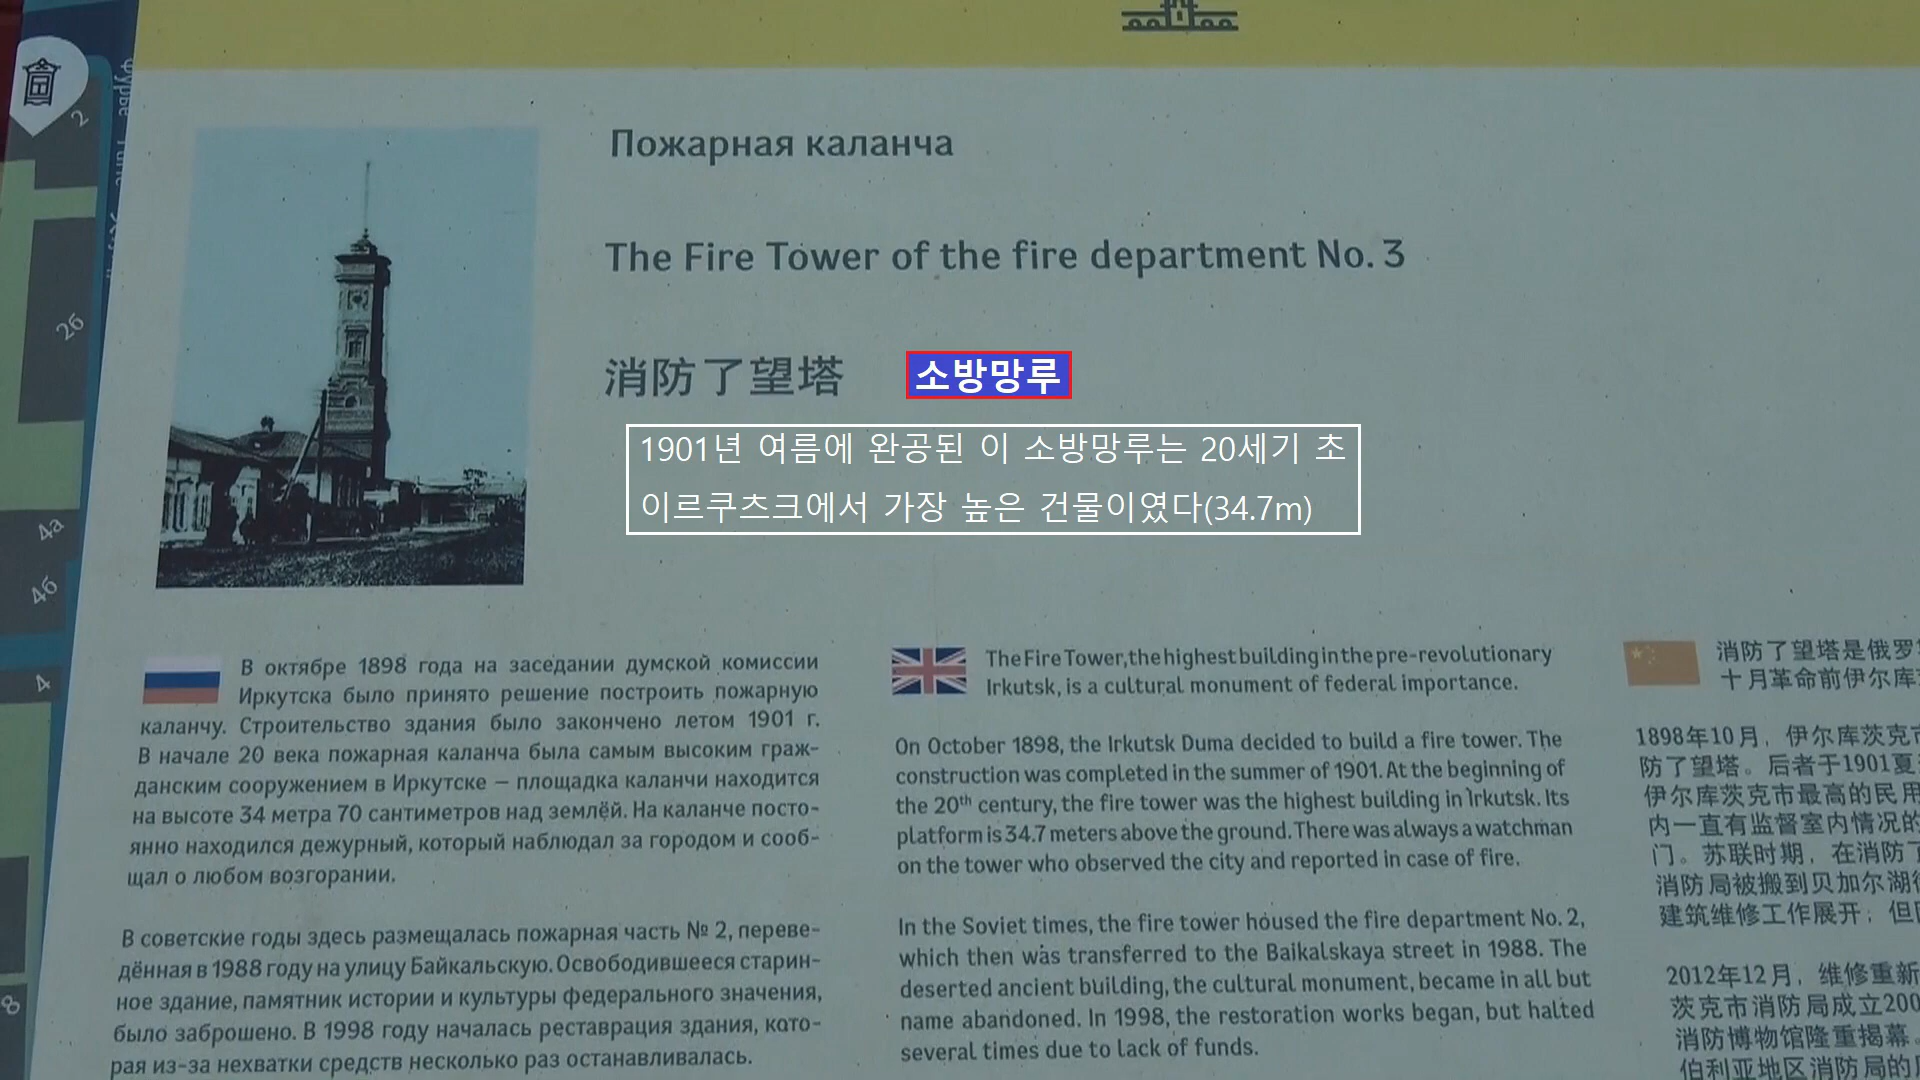 2
2б
4а
4б
4
8
Пожарная каланча
The Fire Tower of the fire department No. 3
消防了望塔
소방망루
1901년 여름에 완공된 이 소방망루는 20세기 초
이르쿠츠크에서 가장 높은 건물이였다(34.7m)
В октябре 1898 года на заседании думской комиссии
Иркутска было принято решение построить пожарную
каланчу. Строительство здания было закончено летом 1901 г.
В начале 20 века пожарная каланча была самым высоким граж-
данским сооружением в Иркутске – площадка каланчи находится
на высоте 34 метра 70 сантиметров над землёй. На каланче посто-
янно находился дежурный, который наблюдал за городом и сооб-
щал о любом возгорании.
В советские годы здесь размещалась пожарная часть № 2, переве-
дённая в 1988 году на улицу Байкальскую. Освободившееся старин-
ное здание, памятник истории и культуры федерального значения,
было заброшено. В 1998 году началась реставрация здания, кото-
рая из-за нехватки средств несколько раз останавливалась.
The Fire Tower, the highest building in the pre-revolutionary
Irkutsk, is a cultural monument of federal importance.
On October 1898, the Irkutsk Duma decided to build a fire tower. The
construction was completed in the summer of 1901. At the beginning of
the 20th century, the fire tower was the highest building in Irkutsk. Its
platform is 34.7 meters above the ground. There was always a watchman
on the tower who observed the city and reported in case of fire.
In the Soviet times, the fire tower housed the fire department No. 2,
which then was transferred to the Baikalskaya street in 1988. The
deserted ancient building, the cultural monument, became in all but
name abandoned. In 1998, the restoration works began, but halted
several times due to lack of funds.
消防了望塔是俄罗
十月革命前伊尔库
1898年10月，伊尔库茨克市
防了望塔。后者于1901夏
伊尔库茨克市最高的民用
内一直有监督室内情况的
门。苏联时期，在消防了
消防局被搬到贝加尔湖
建筑维修工作展开；但
2012年12月，维修重新
茨克市消防局成立200
消防博物馆隆重揭幕。
伯利亚地区消防局的